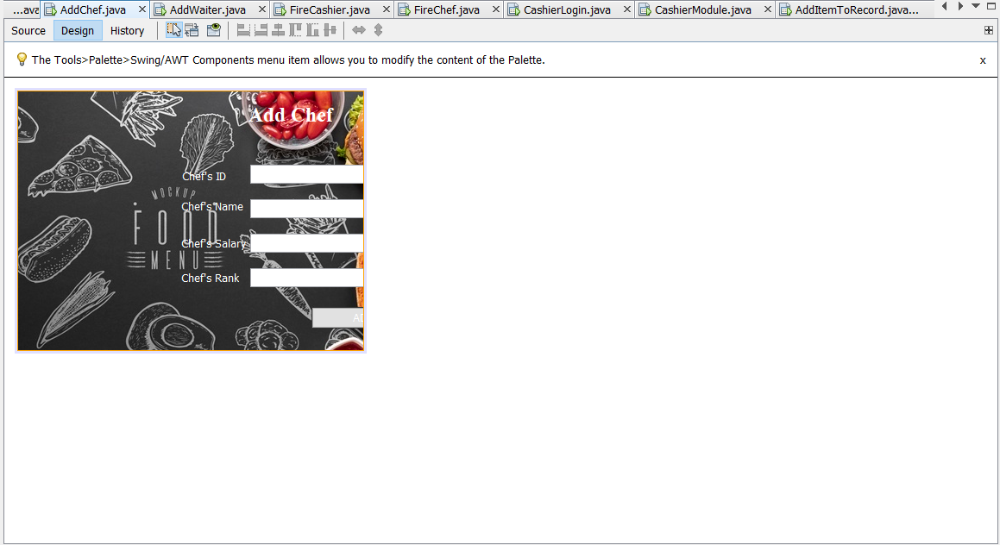 ...ava AddChef.java AddWaiter.java FireCashier.java FireChef.java CashierLogin.java CashierModule.java AddItemToRecord.java...
Source Design History
The Tools>Palette>Swing/AWT Components menu item allows you to modify the content of the Palette. x
Add Chef
Chef's ID
MOCKUP
Chef's Name
FOOD
Chef's Salary
MENU
Chef's Rank